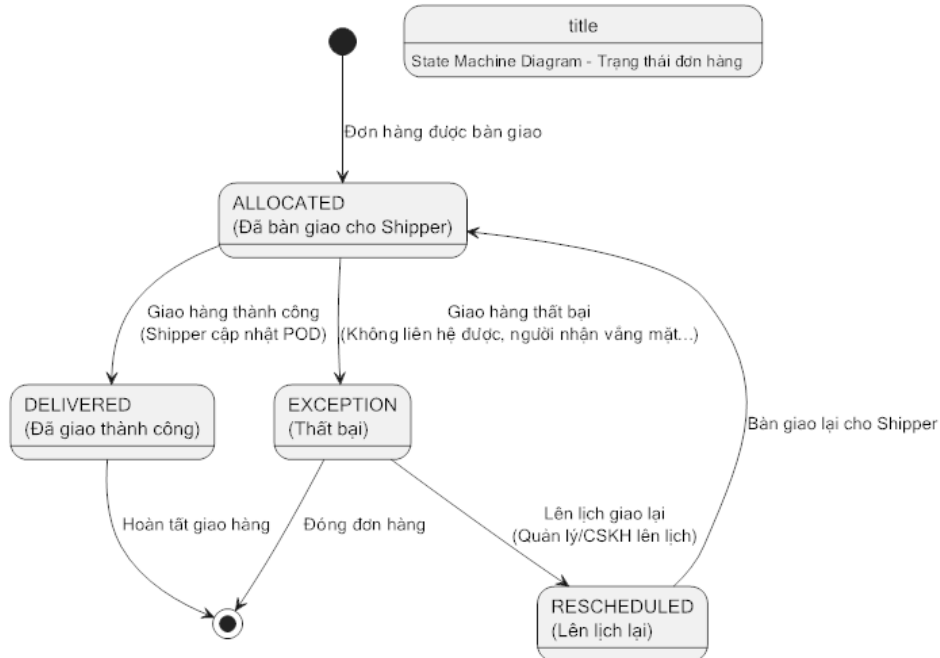 title
State Machine Diagram - Trạng thái đơn hàng
Đơn hàng được bàn giao
ALLOCATED
(Đã bàn giao cho Shipper)
Giao hàng thành công
(Shipper cập nhật POD)
Giao hàng thất bại
(Không liên hệ được, người nhận vắng mặt...)
DELIVERED
(Đã giao thành công)
EXCEPTION
(Thất bại)
Bàn giao lại cho Shipper
Hoàn tất giao hàng
Đóng đơn hàng
Lên lịch giao lại
(Quản lý/CSKH lên lịch)
RESCHEDULED
(Lên lịch lại)